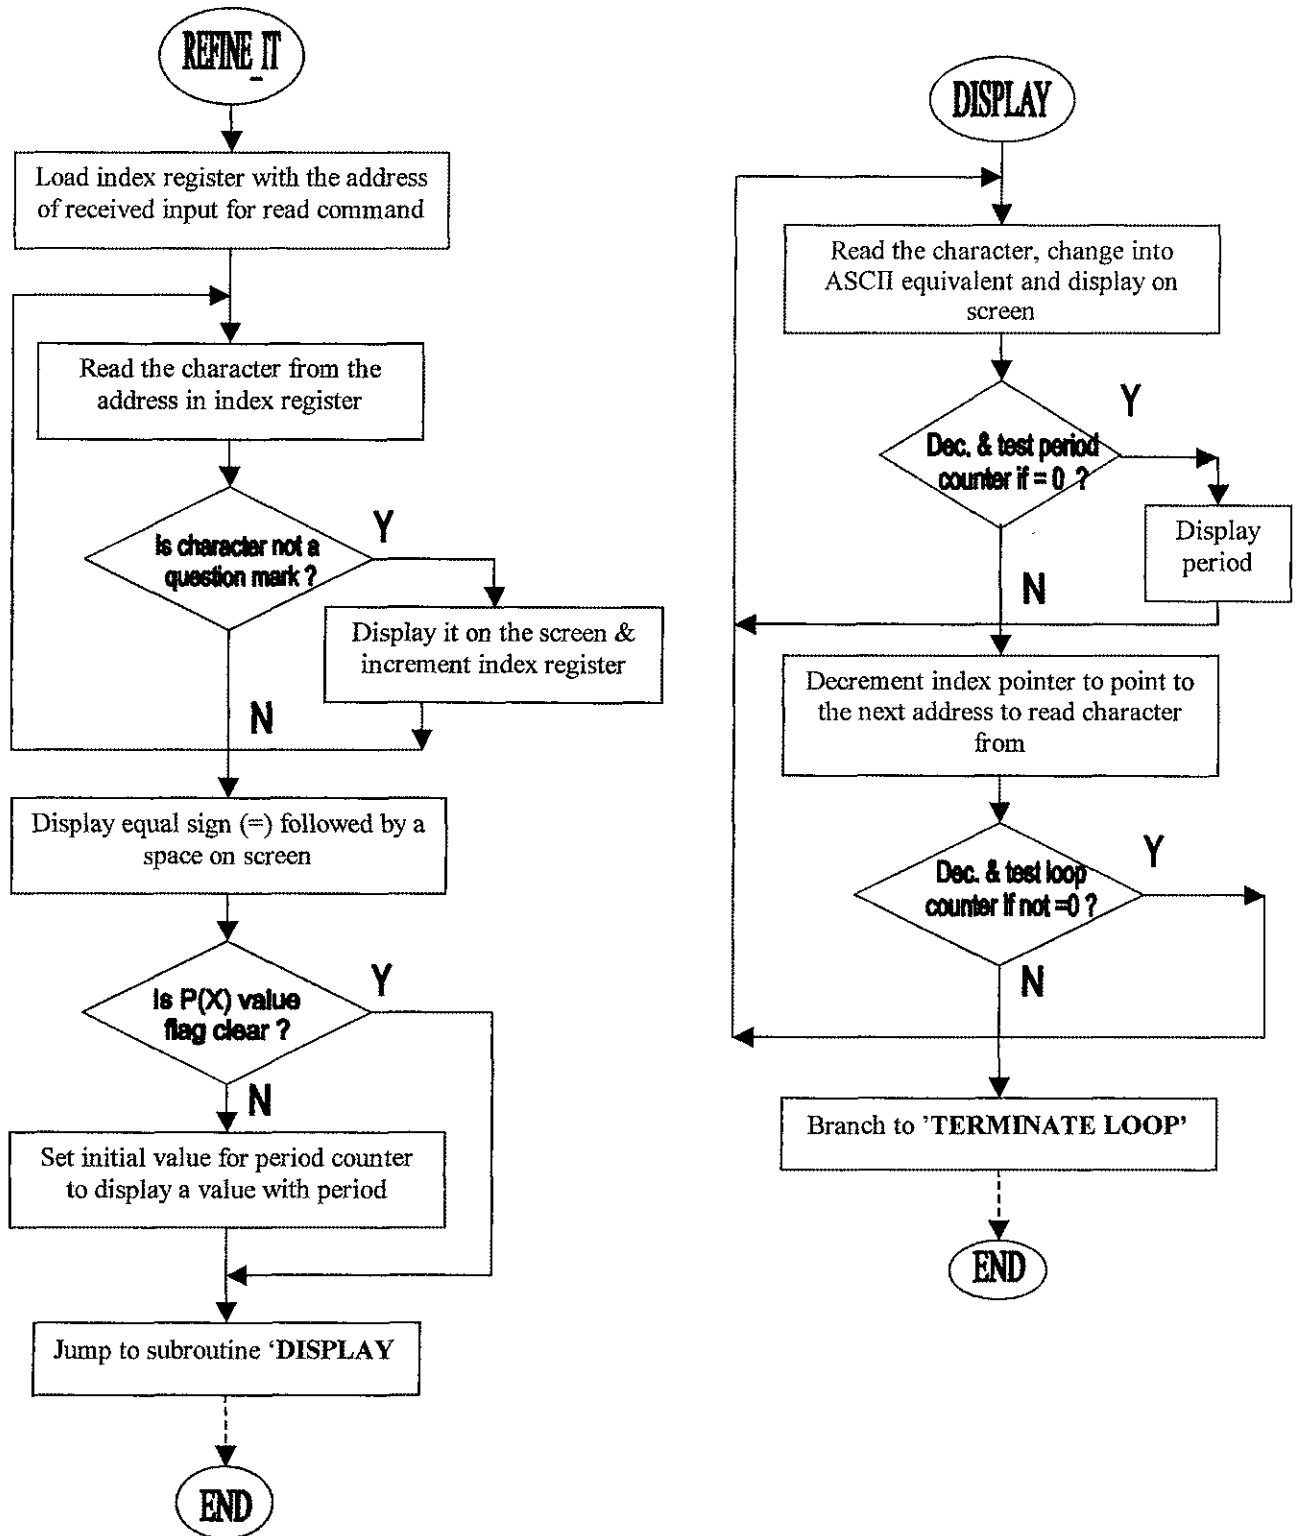 REFINE_IT
Load index register with the address
of received input for read command
Read the character from the
address in index register
Is character not a
question mark ?
Y
Display it on the screen &
increment index register
N
Display equal sign (=) followed by a
space on screen
Is P(X) value
flag clear ?
Y
N
Set initial value for period counter
to display a value with period
Jump to subroutine ‘DISPLAY
END
DISPLAY
Read the character, change into
ASCII equivalent and display on
screen
Dec. & test period
counter if = 0 ?
Y
Display
period
N
Decrement index pointer to point to
the next address to read character
from
Dec. & test loop
counter if not =0 ?
Y
N
Branch to ’TERMINATE LOOP’
END